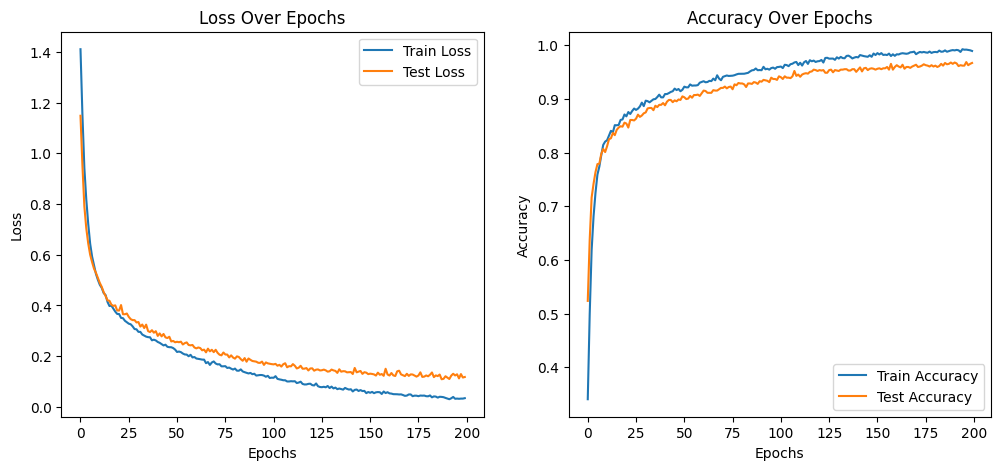 Loss Over Epochs
Train Loss
Test Loss
1.4
1.2
1.0
0.8
0.6
0.4
0.2
0.0
Loss
0 25 50 75 100 125 150 175 200
Epochs
Accuracy Over Epochs
1.0
0.9
0.8
0.7
0.6
0.5
0.4
Accuracy
Train Accuracy
Test Accuracy
0 25 50 75 100 125 150 175 200
Epochs